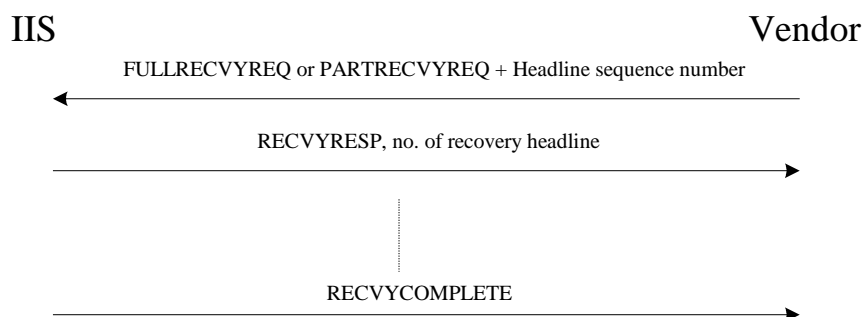 IIS
Vendor
FULLRECVYREQ or PARTRECVYREQ + Headline sequence number
RECVYRESP, no. of recovery headline
RECVYCOMPLETE